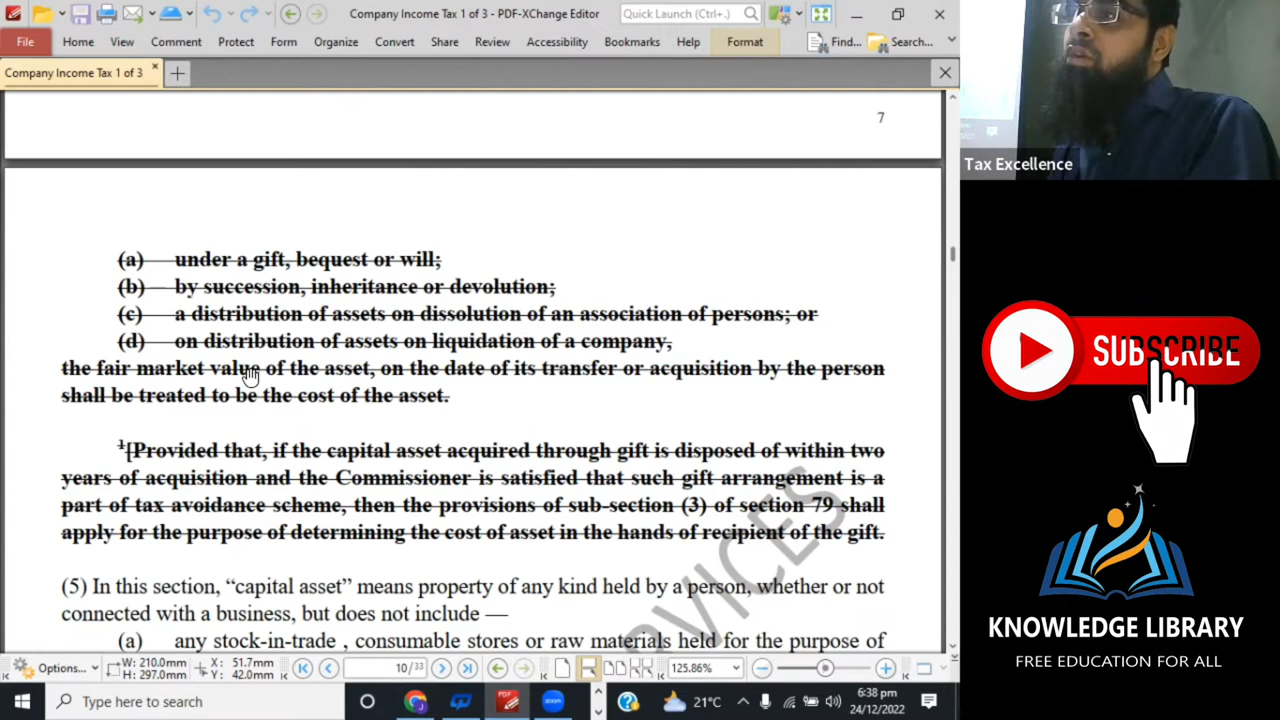 Company Income Tax 1 of 3 - PDF-XChange Editor
Quick Launch (Ctrl+.)
File Home View Comment Protect Form Organize Convert Share Review Accessibility Bookmarks Help Format Find... Search...
Company Income Tax 1 of 3
7
(a) under a gift, bequest or will;
(b) by succession, inheritance or devolution;
(c) a distribution of assets on dissolution of an association of persons; or
(d) on distribution of assets on liquidation of a company,
the fair market value of the asset, on the date of its transfer or acquisition by the person
shall be treated to be the cost of the asset.
1[Provided that, if the capital asset acquired through gift is disposed of within two
years of acquisition and the Commissioner is satisfied that such gift arrangement is a
part of tax avoidance scheme, then the provisions of sub-section (3) of section 79 shall
apply for the purpose of determining the cost of asset in the hands of recipient of the gift.
(5) In this section, “capital asset” means property of any kind held by a person, whether or not
connected with a business, but does not include —
(a) any stock-in-trade , consumable stores or raw materials held for the purpose of
VICES
Options...
W: 210.0mm
H: 297.0mm
X: 51.7mm
Y: 42.0mm
10 /33
125.86%
Type here to search
21°C
6:38 pm
24/12/2022
Tax Excellence
SUBSCRIBE
KNOWLEDGE LIBRARY
FREE EDUCATION FOR ALL